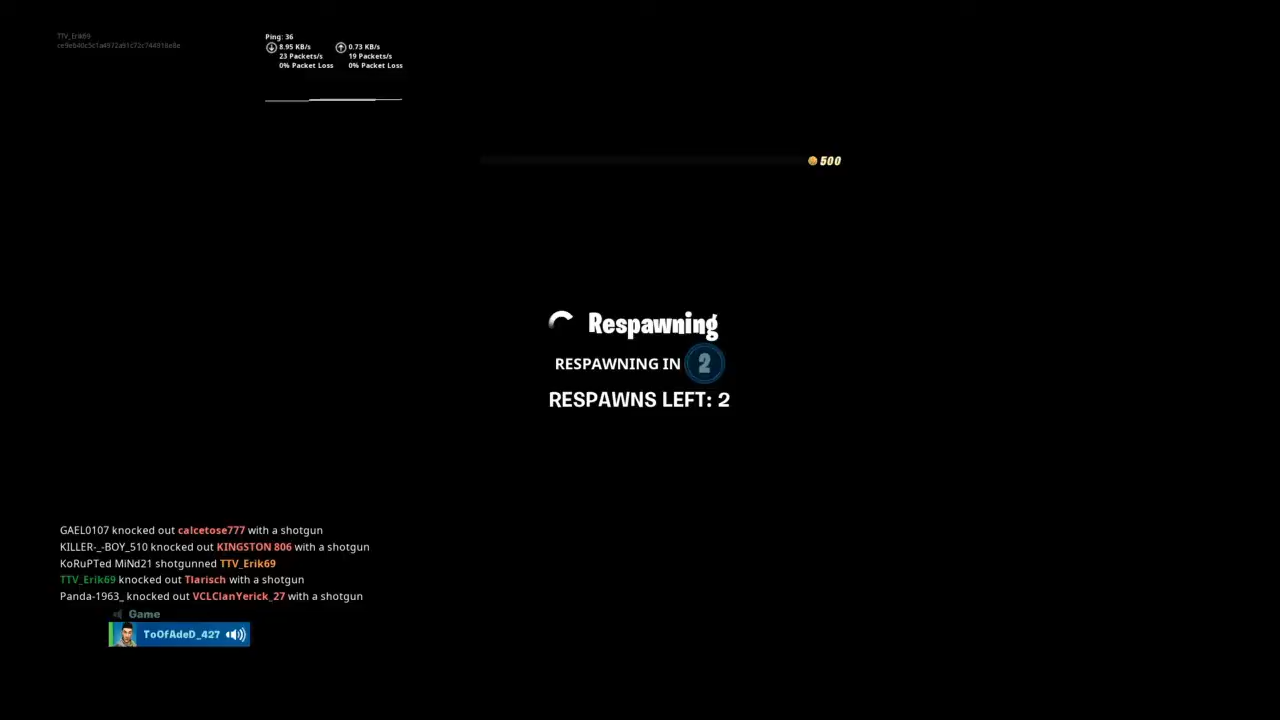 TTV_Erik69
Ping: 36
8.95 KB/s 0.73 KB/s
23 Packets/s 19 Packets/s
0% Packet Loss 0% Packet Loss
500
Respawning
RESPAWNING IN 2
RESPAWNS LEFT: 2
GAEL0107 knocked out calcetose777 with a shotgun
KILLER-_-BOY_510 knocked out KINGSTON 806 with a shotgun
KoRuPTed MiNd21 shotgunned TTV_Erik69
TTV_Erik69 knocked out Tlarisch with a shotgun
Panda-1963_ knocked out VCLClanYerick_27 with a shotgun
Game
ToOfAdeD_427